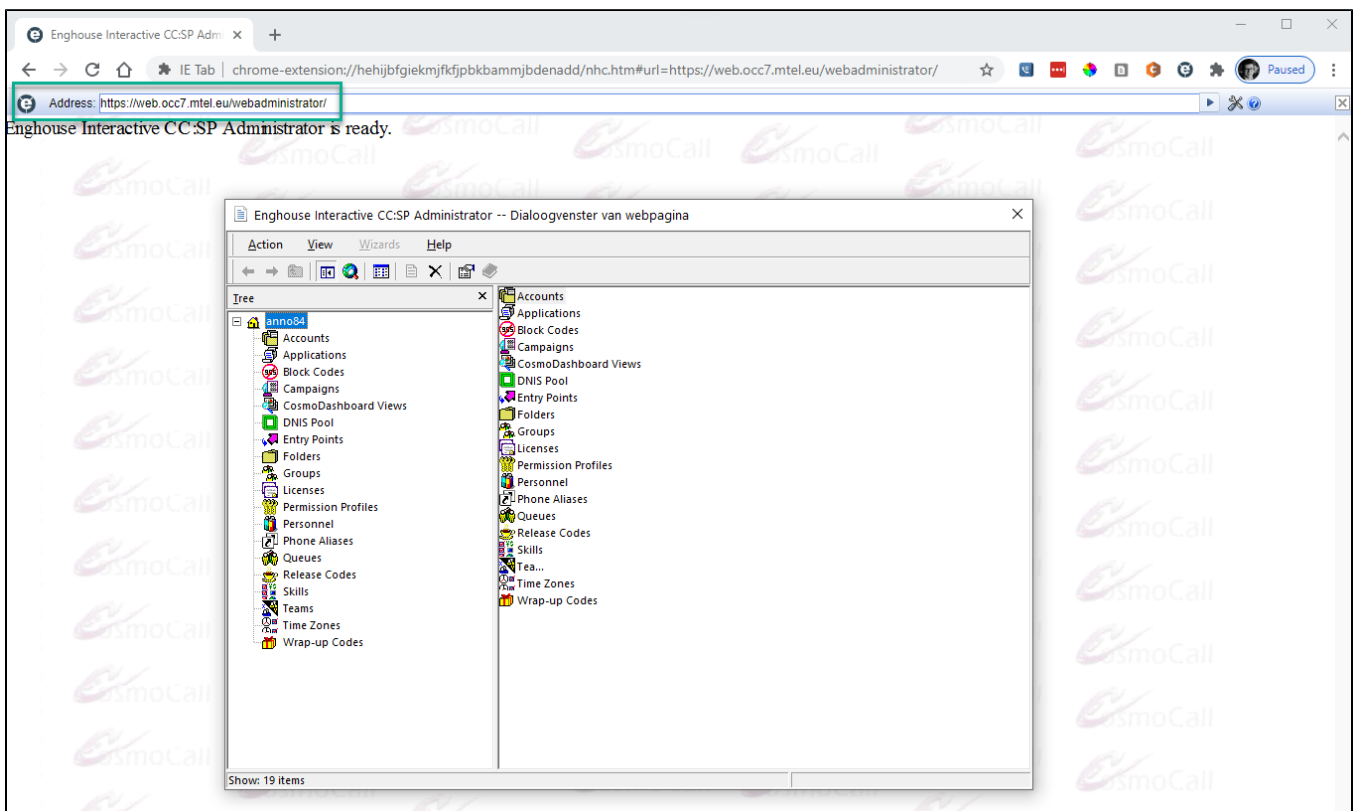 Enghouse Interactive CC:SP Adm
IE Tab | chrome-extension://hehijbfgiekmjfkfjpbkbammjbdenadd/nhc.htm#url=https://web.occ7.mtel.eu/webadministrator/
Paused
Address: https://web.occ7.mtel.eu/webadministrator/
Enghouse Interactive CC:SP Administrator is ready.
CosmoCall
Enghouse Interactive CC:SP Administrator -- Dialoogvenster van webpagina
Action View Wizards Help
Tree
anno84
Accounts
Applications
Block Codes
Campaigns
CosmoDashboard Views
DNIS Pool
Entry Points
Folders
Groups
Licenses
Permission Profiles
Personnel
Phone Aliases
Queues
Release Codes
Skills
Teams
Time Zones
Wrap-up Codes
Accounts
Applications
Block Codes
Campaigns
CosmoDashboard Views
DNIS Pool
Entry Points
Folders
Groups
Licenses
Permission Profiles
Personnel
Phone Aliases
Queues
Release Codes
Skills
Tea...
Time Zones
Wrap-up Codes
Show: 19 items